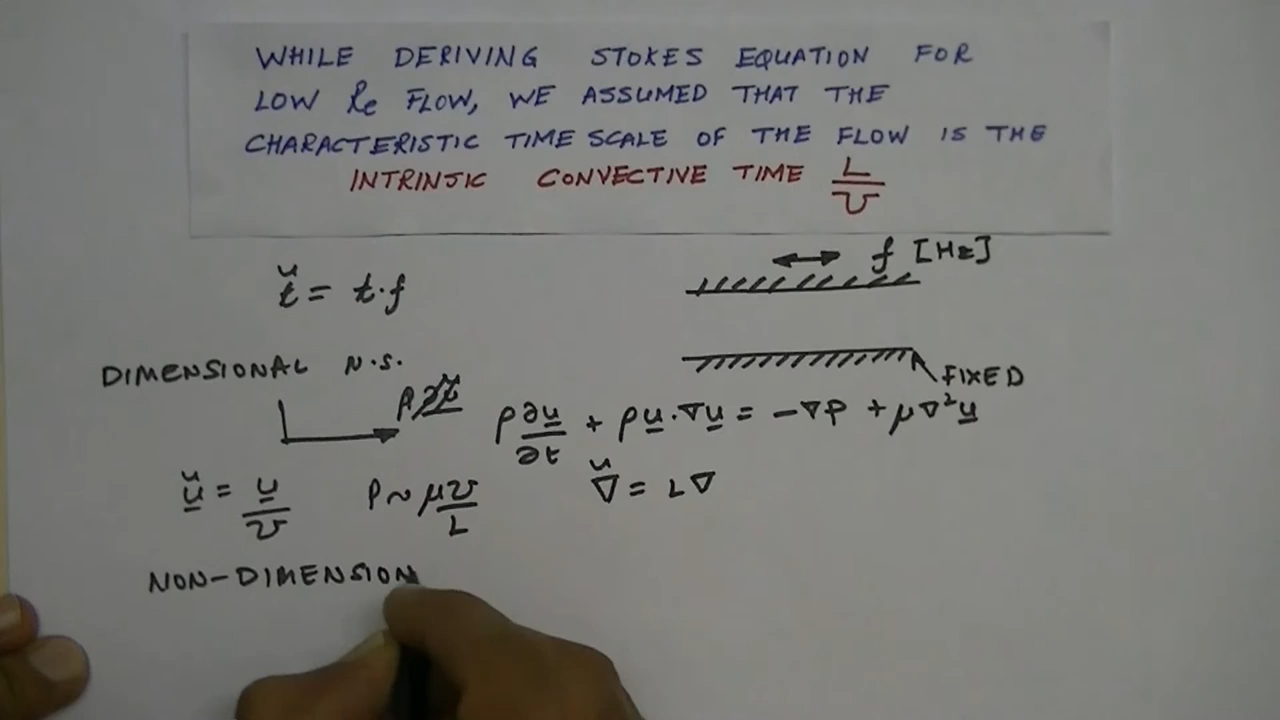 WHILE DERIVING STOKES EQUATION FOR
LOW Re FLOW, WE ASSUMED THAT THE
CHARACTERISTIC TIME SCALE OF THE FLOW IS THE
INTRINSIC CONVECTIVE TIME L/U
f [Hz]
t̆ = t·f
DIMENSIONAL N.S.
FIXED
ρ ∂u/∂t + ρu·∇u = -∇P + μ∇²u
ŭ = u/U P ~ μU/L ∇̆ = L∇
NON-DIMENSION